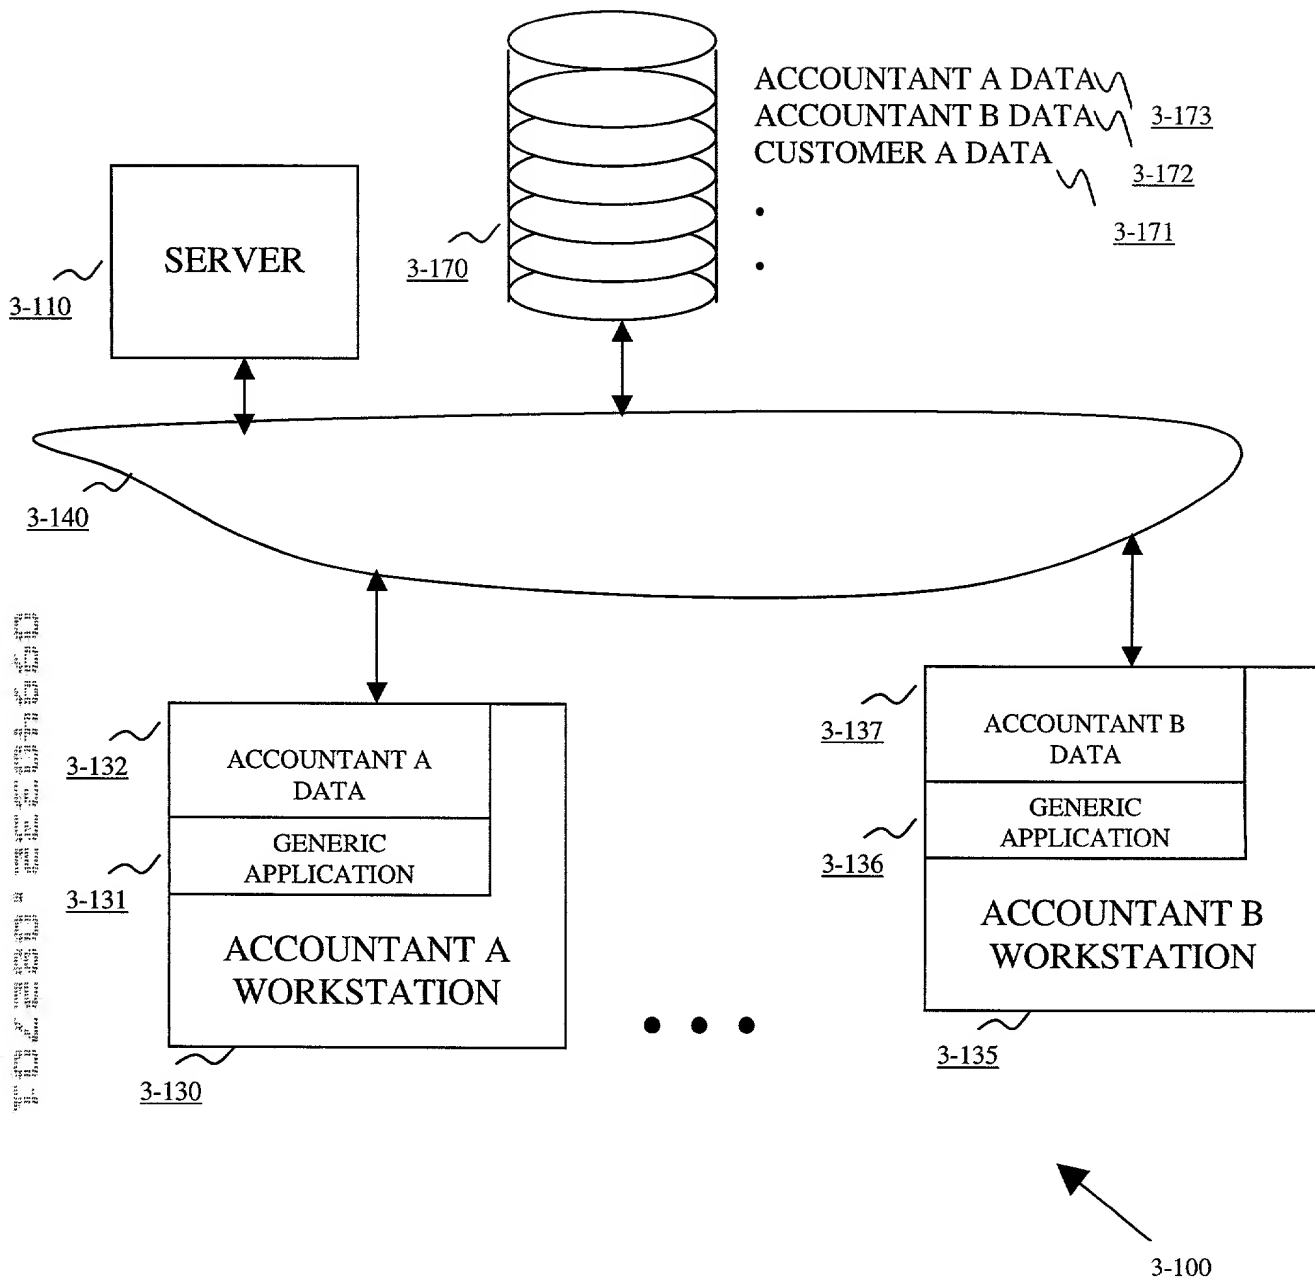 ACCOUNTANT A DATA
3-173
ACCOUNTANT B DATA
3-172
CUSTOMER A DATA
3-171
SERVER
3-110
3-170
3-140
3-132
ACCOUNTANT A
DATA
3-131
GENERIC
APPLICATION
ACCOUNTANT A
WORKSTATION
3-130
3-137
ACCOUNTANT B
DATA
3-136
GENERIC
APPLICATION
ACCOUNTANT B
WORKSTATION
3-135
3-100